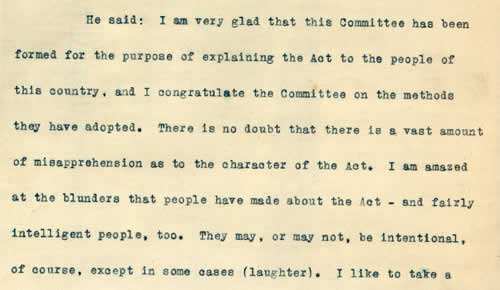 He said: I am very glad that this Committee has been
formed for the purpose of explaining the Act to the people of
this country, and I congratulate the Committee on the methods
they have adopted. There is no doubt that there is a vast amount
of misapprehension as to the character of the Act. I am amazed
at the blunders that people have made about the Act - and fairly
intelligent people, too. They may, or may not, be intentional,
of course, except in some cases (laughter). I like to take a